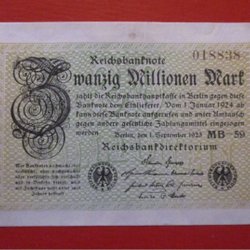 Reichsbanknote
018838
Zwanzig Millionen Mark
zahlt die Reichsbankhauptkasse in Berlin gegen diese
Banknote dem Einlieferer. Vom 1. Januar 1924 ab
kann diese Banknote aufgerufen und unter Umtausch
gegen andere gesetzliche Zahlungsmittel eingezogen
werden
Berlin, den 1. September 1923
MB-59
Reichsbankdirektorium